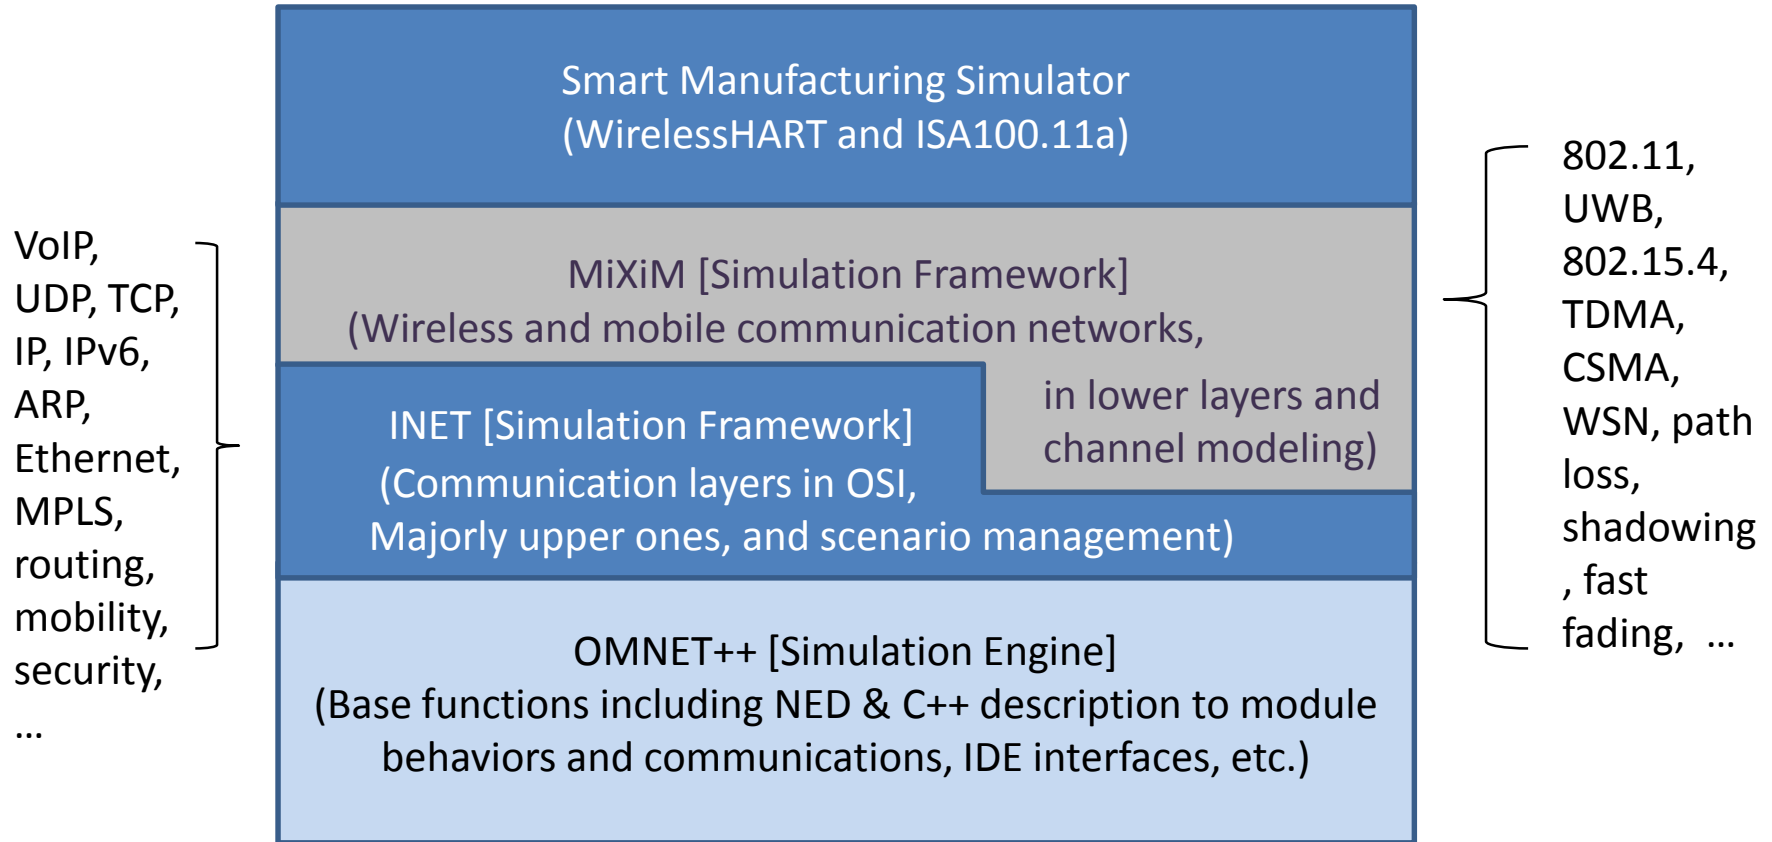 Smart Manufacturing Simulator
(WirelessHART and ISA100.11a)
MiXiM [Simulation Framework]
(Wireless and mobile communication networks,
in lower layers and
channel modeling)
INET [Simulation Framework]
(Communication layers in OSI,
Majorly upper ones, and scenario management)
OMNET++ [Simulation Engine]
(Base functions including NED & C++ description to module
behaviors and communications, IDE interfaces, etc.)
VoIP,
UDP, TCP,
IP, IPv6,
ARP,
Ethernet,
MPLS,
routing,
mobility,
security,
...
802.11,
UWB,
802.15.4,
TDMA,
CSMA,
WSN, path
loss,
shadowing
, fast
fading, ...